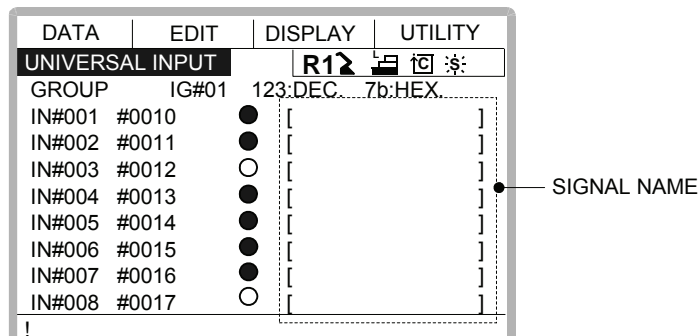 DATA EDIT DISPLAY UTILITY
UNIVERSAL INPUT R1 C S
GROUP IG#01 123:DEC. 7b:HEX.
IN#001 #0010 [ ]
IN#002 #0011 [ ]
IN#003 #0012 [ ]
IN#004 #0013 [ ]
IN#005 #0014 [ ]
IN#006 #0015 [ ]
IN#007 #0016 [ ]
IN#008 #0017 [ ]
!
SIGNAL NAME